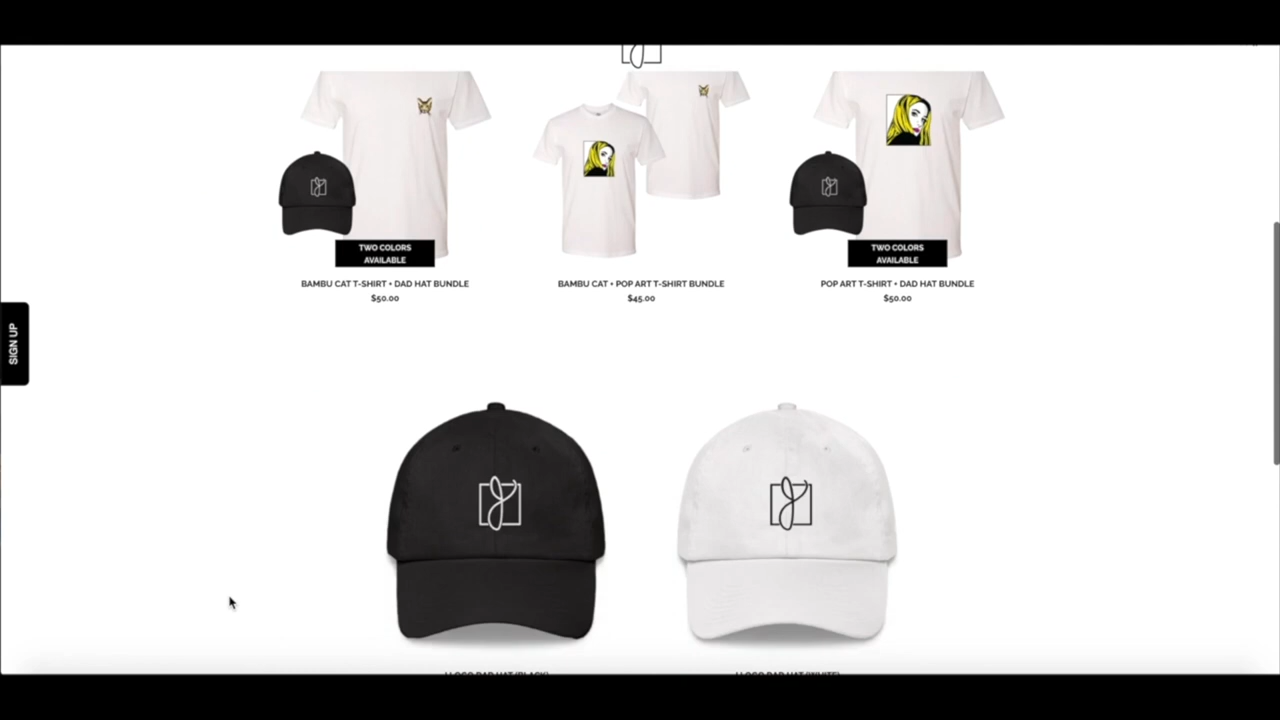 TWO COLORS
AVAILABLE
TWO COLORS
AVAILABLE
BAMBU CAT T-SHIRT + DAD HAT BUNDLE
$50.00
BAMBU CAT + POP ART T-SHIRT BUNDLE
$45.00
POP ART T-SHIRT + DAD HAT BUNDLE
$50.00
SIGN UP